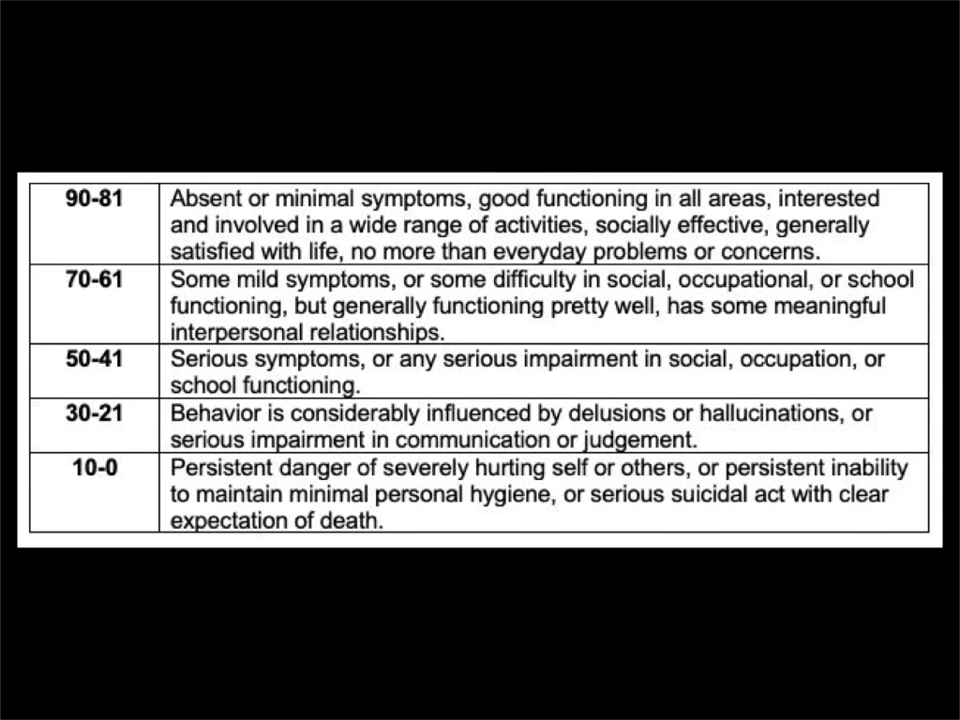 90-81
Absent or minimal symptoms, good functioning in all areas, interested
and involved in a wide range of activities, socially effective, generally
satisfied with life, no more than everyday problems or concerns.
70-61
Some mild symptoms, or some difficulty in social, occupational, or school
functioning, but generally functioning pretty well, has some meaningful
interpersonal relationships.
50-41
Serious symptoms, or any serious impairment in social, occupation, or
school functioning.
30-21
Behavior is considerably influenced by delusions or hallucinations, or
serious impairment in communication or judgement.
10-0
Persistent danger of severely hurting self or others, or persistent inability
to maintain minimal personal hygiene, or serious suicidal act with clear
expectation of death.